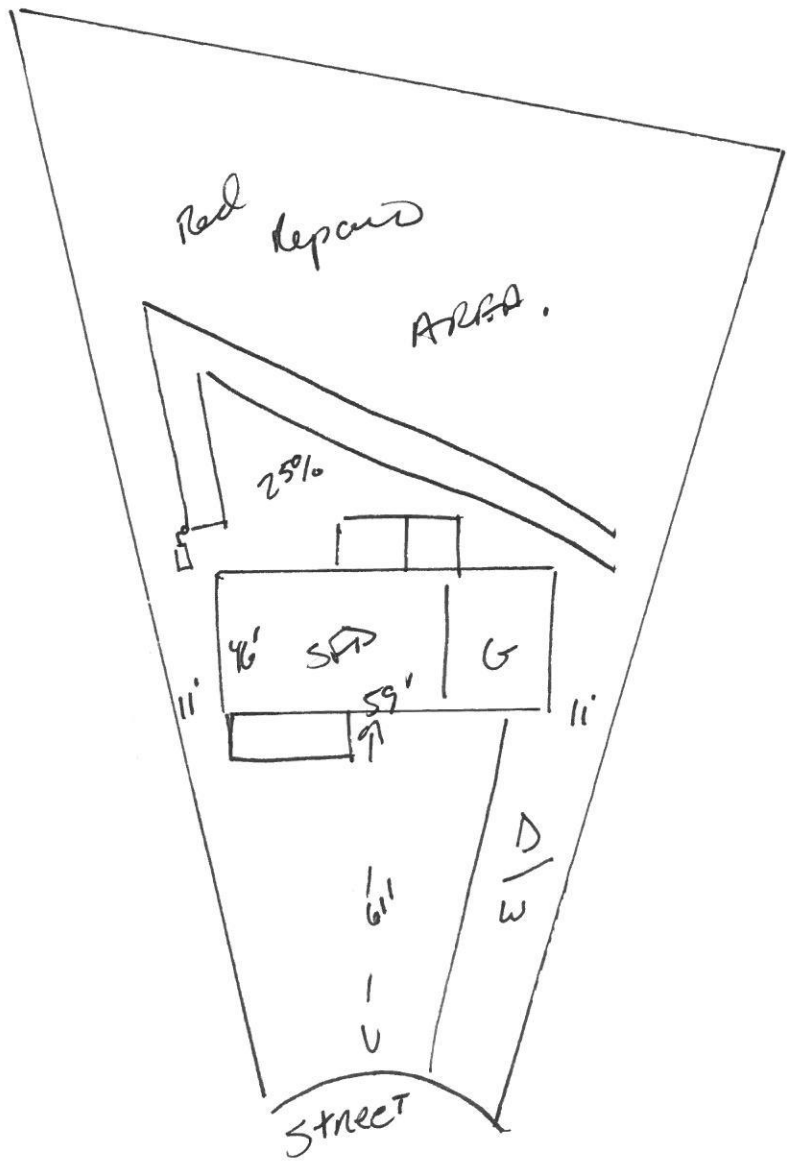 Red Repair
AREA.
25%
46' SFD G
59'
11' 11'
D
W
61'
Street